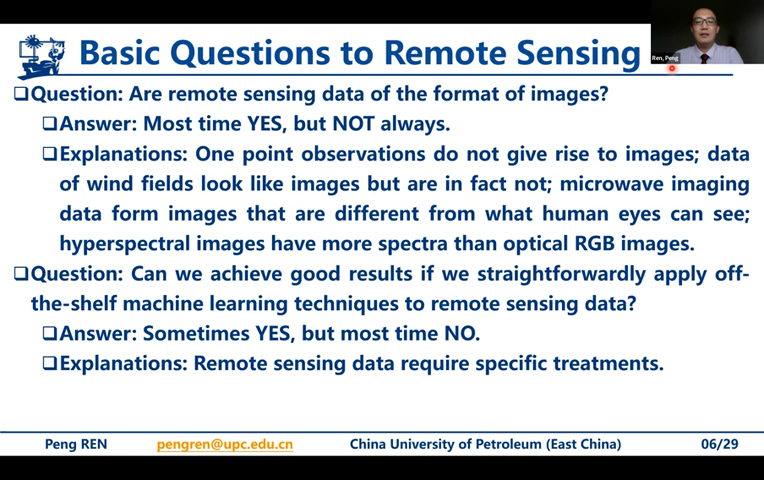 Basic Questions to Remote Sensing
Ren, Peng
❑Question: Are remote sensing data of the format of images?
❑Answer: Most time YES, but NOT always.
❑Explanations: One point observations do not give rise to images; data
of wind fields look like images but are in fact not; microwave imaging
data form images that are different from what human eyes can see;
hyperspectral images have more spectra than optical RGB images.
❑Question: Can we achieve good results if we straightforwardly apply off-
the-shelf machine learning techniques to remote sensing data?
❑Answer: Sometimes YES, but most time NO.
❑Explanations: Remote sensing data require specific treatments.
Peng REN pengren@upc.edu.cn China University of Petroleum (East China) 06/29